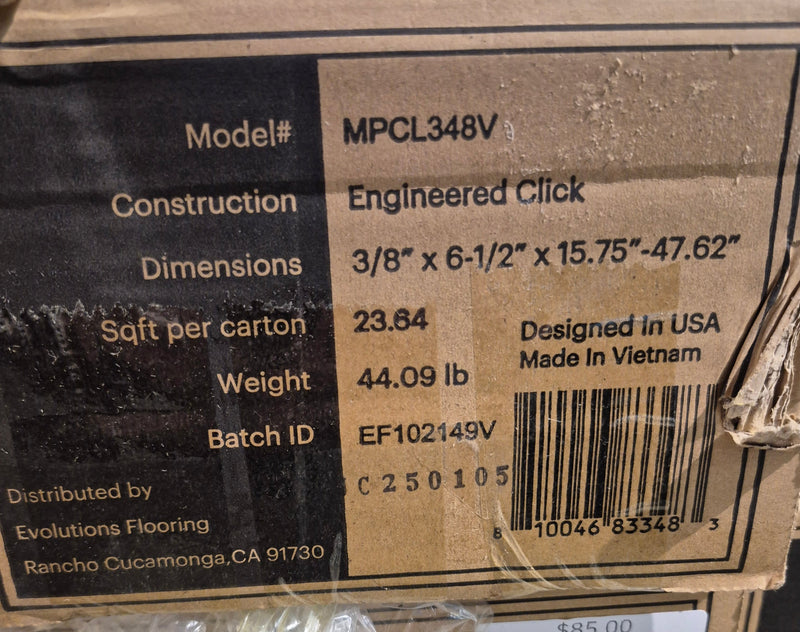 Model# MPCL348V
Construction Engineered Click
Dimensions 3/8" x 6-1/2" x 15.75"-47.62"
Sqft per carton 23.64
Designed In USA
Made In Vietnam
Weight 44.09 lb
Batch ID EF102149V
C250105
8 10046 83348 3
Distributed by
Evolutions Flooring
Rancho Cucamonga,CA 91730
$85.00